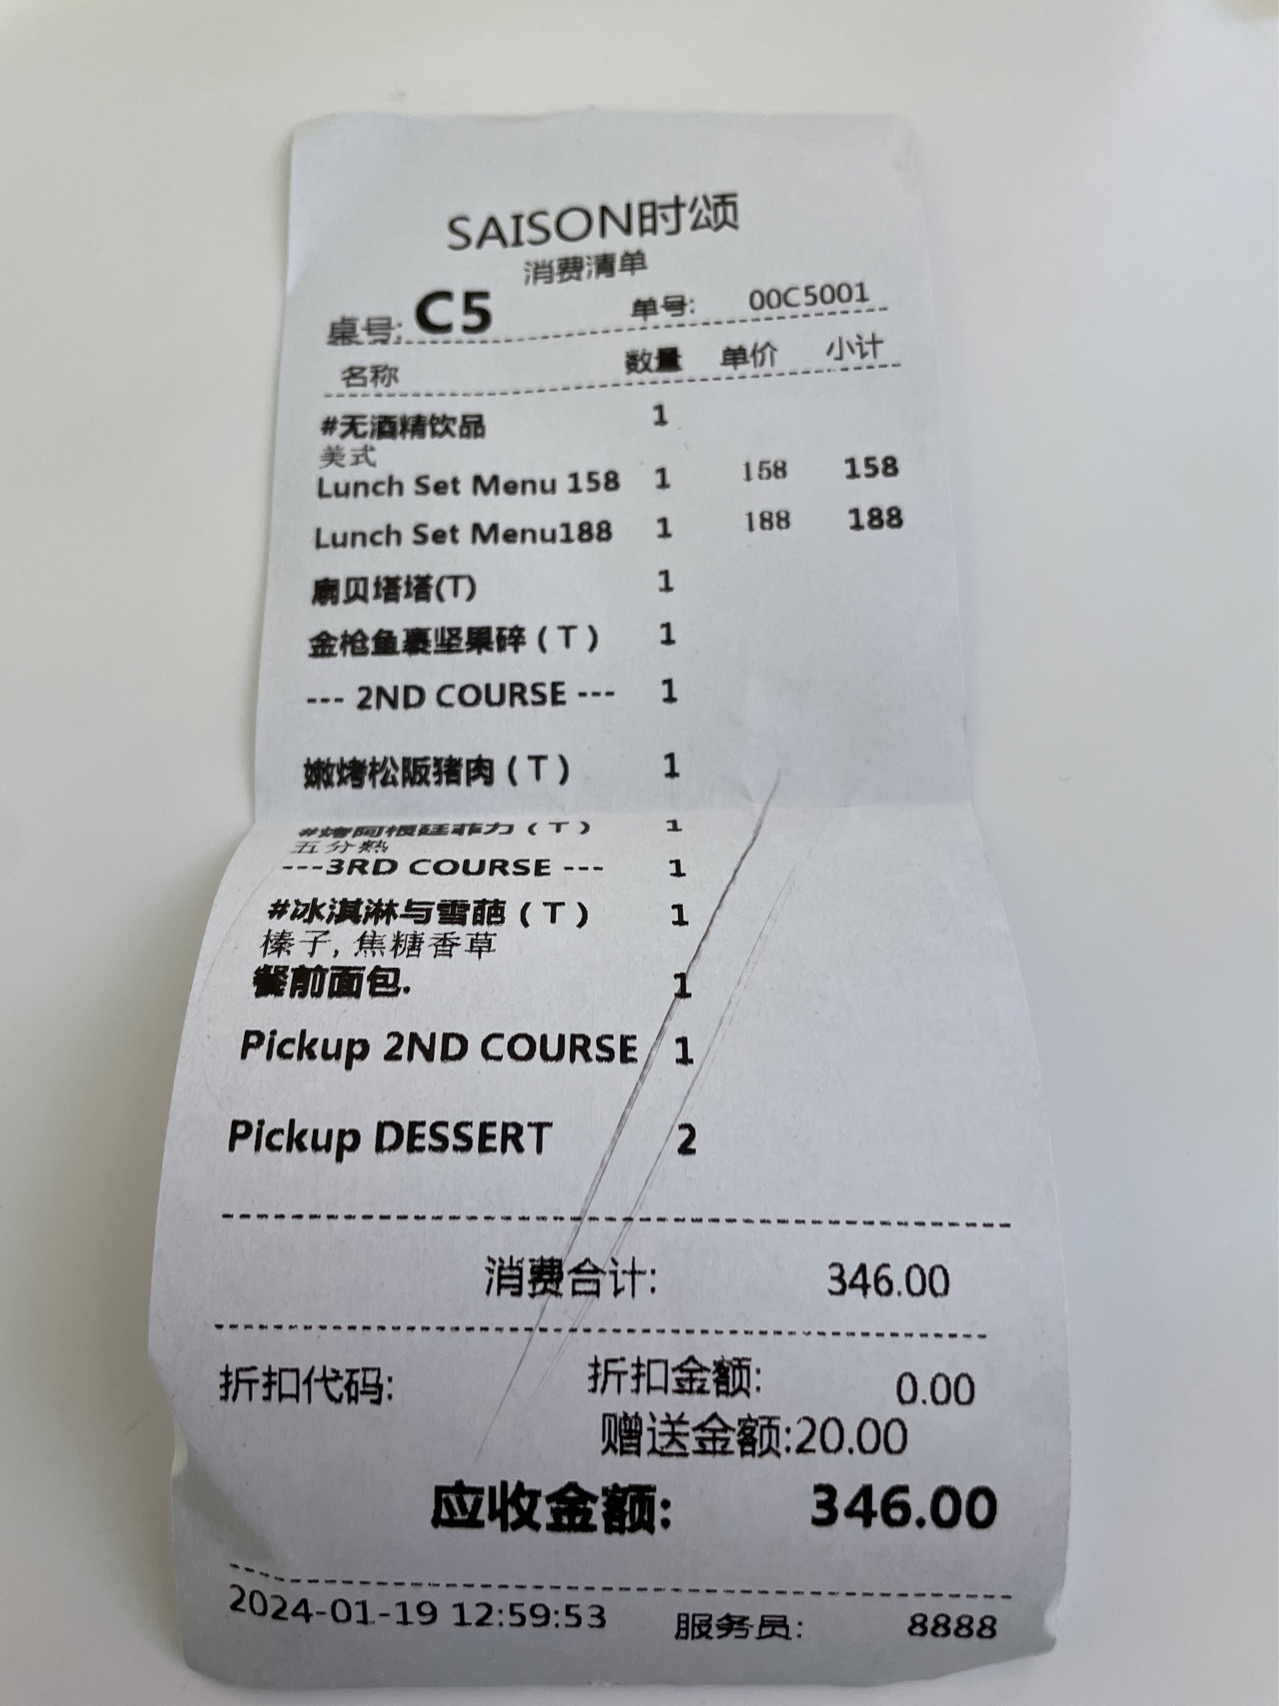 SAISON时颂
消费清单
桌号: C5 单号: 00C5001
名称 数量 单价 小计
#无酒精饮品 1
美式
Lunch Set Menu 158 1 158 158
Lunch Set Menu188 1 188 188
扇贝塔塔(T) 1
金枪鱼裹坚果碎（T） 1
--- 2ND COURSE --- 1
嫩烤松阪猪肉（T） 1
#烤阿根廷菲力（T） 1
五分熟
---3RD COURSE --- 1
#冰淇淋与雪葩（T） 1
榛子, 焦糖香草
餐前面包. 1
Pickup 2ND COURSE 1
Pickup DESSERT 2
消费合计: 346.00
折扣代码: 折扣金额: 0.00
赠送金额:20.00
应收金额: 346.00
2024-01-19 12:59:53 服务员: 8888